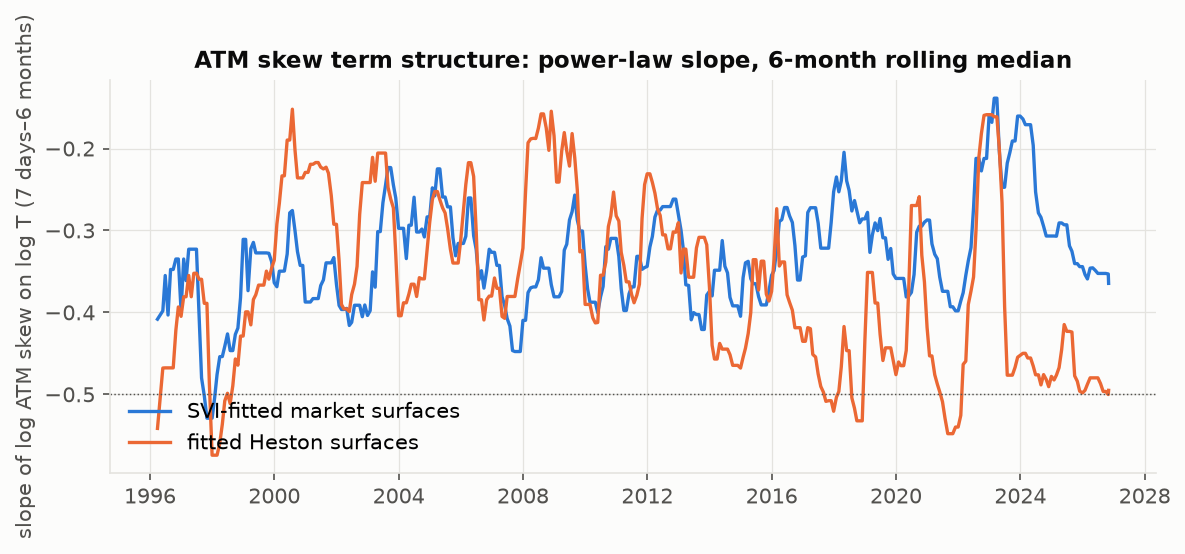 ATM skew term structure: power-law slope, 6-month rolling median
slope of log ATM skew on log T (7 days–6 months)
−0.2
−0.3
−0.4
−0.5
SVI-fitted market surfaces
fitted Heston surfaces
1996 2000 2004 2008 2012 2016 2020 2024 2028